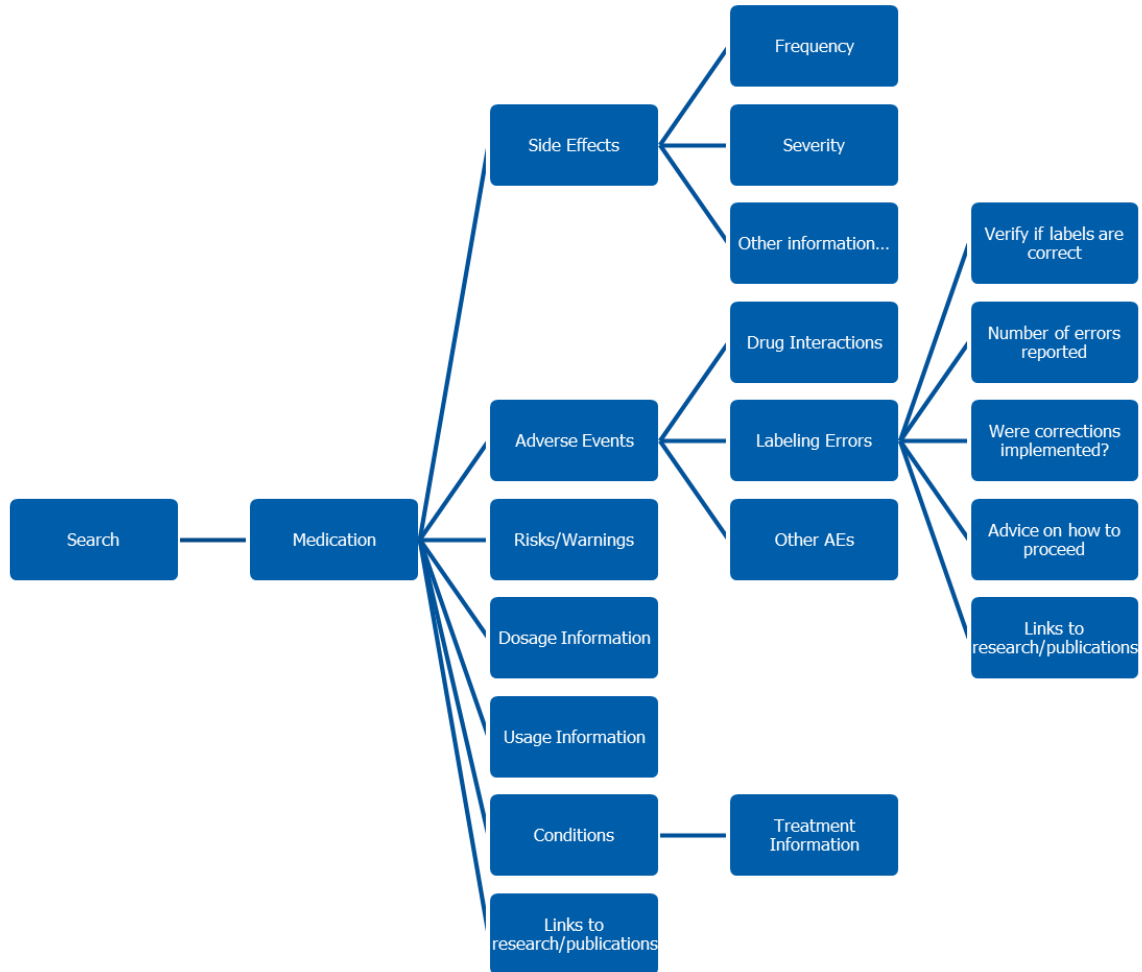 Frequency
Side Effects
Severity
Other information...
Verify if labels are
correct
Drug Interactions
Number of errors
reported
Adverse Events
Labeling Errors
Were corrections
implemented?
Search
Medication
Risks/Warnings
Other AEs
Advice on how to
proceed
Dosage Information
Links to
research/publications
Usage Information
Conditions
Treatment
Information
Links to
research/publications